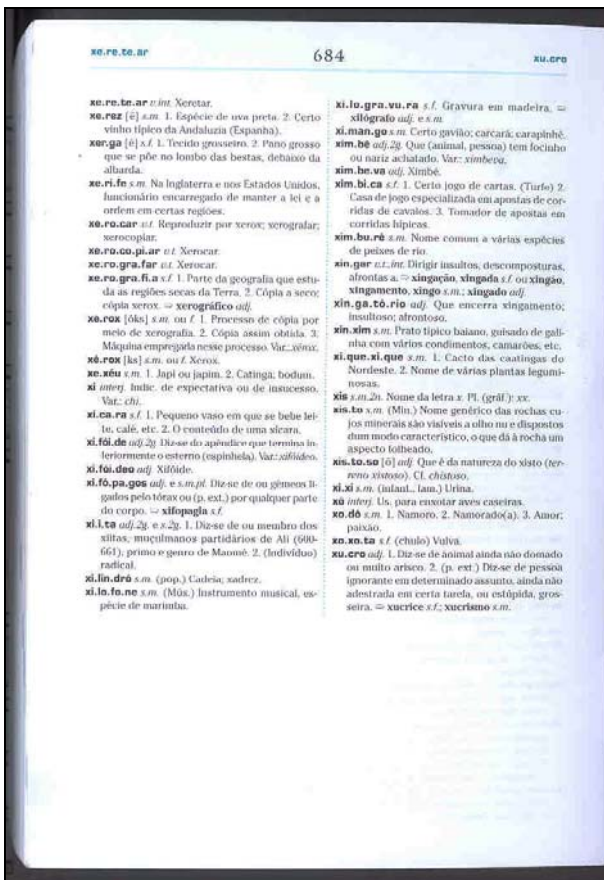 xe.re.te.ar
684
xu.cro
xe.re.te.ar v.int. Xeretar.
xe.rez [ê] s.m. 1. Espécie de uva preta. 2. Certo
vinho típico da Andaluzia (Espanha).
xer.ga [ê] s.f. 1. Tecido grosseiro. 2. Pano grosso
que se põe no lombo das bestas, debaixo da
albarda.
xe.ri.fe s.m. Na Inglaterra e nos Estados Unidos,
funcionário encarregado de manter a lei e a
ordem em certas regiões.
xe.ro.car v.t. Reproduzir por xerox; xerografar;
xerocopiar.
xe.ro.co.pi.ar v.t. Xerocar.
xe.ro.gra.far v.t. Xerocar.
xe.ro.gra.fi.a s.f. 1. Parte da geografia que estu-
da as regiões secas da Terra. 2. Cópia a seco;
cópia xerox. ⇨ xerográfico adj.
xe.rox [óks] s.m. ou f. 1. Processo de cópia por
meio de xerografia. 2. Cópia assim obtida. 3.
Máquina empregada nesse processo. Var.: xérox.
xé.rox [ks] s.m. ou f. Xerox.
xe.xéu s.m. 1. Japi ou japim. 2. Catinga; bodum.
xi interj. Indic. de expectativa ou de insucesso.
Var.: chi.
xí.ca.ra s.f. 1. Pequeno vaso em que se bebe lei-
te, café, etc. 2. O conteúdo de uma xícara.
xi.fói.de adj.2g. Diz-se do apêndice que termina in-
feriormente o esterno (espinhela). Var.: xifóideo.
xi.fói.deo adj. Xifóide.
xi.fó.pa.gos adj. e s.m.pl. Diz-se de ou gêmeos li-
gados pelo tórax ou (p. ext.) por qualquer parte
do corpo. ⇨ xifopagia s.f.
xi.i.ta adj.2g. e s.2g. 1. Diz-se de ou membro dos
xiitas, muçulmanos partidários de Ali (600-
661), primo e genro de Maomé. 2. (Indivíduo)
radical.
xi.lin.dró s.m. (pop.) Cadeia; xadrez.
xi.lo.fo.ne s.m. (Mús.) Instrumento musical, es-
pécie de marimba.
xi.lo.gra.vu.ra s.f. Gravura em madeira. ⇨
xilógrafo adj. e s.m.
xi.man.go s.m. Certo gavião; carcará; carapinhé.
xim.bé adj.2g. Que (animal, pessoa) tem focinho
ou nariz achatado. Var.: ximbeva.
xim.be.va adj. Ximbé.
xim.bi.ca s.f. 1. Certo jogo de cartas. (Turfe) 2.
Casa de jogo especializada em apostas de cor-
ridas de cavalos. 3. Tomador de apostas em
corridas hípicas.
xim.bu.ré s.m. Nome comum a várias espécies
de peixes de rio.
xin.gar v.t.,int. Dirigir insultos, descomposturas,
afrontas a. ⇨ xingação, xingada s.f. ou xingão,
xingamento, xingo s.m.; xingado adj.
xin.ga.tó.rio adj. Que encerra xingamento;
insultoso; afrontoso.
xin.xim s.m. Prato típico baiano, guisado de gali-
nha com vários condimentos, camarões, etc.
xi.que.xi.que s.m. 1. Cacto das caatingas do
Nordeste. 2. Nome de várias plantas legumi-
nosas.
xis s.m.2n. Nome da letra x. Pl. (gráf.): xx.
xis.to s.m. (Min.) Nome genérico das rochas cu-
jos minerais são visíveis a olho nu e dispostos
dum modo característico, o que dá à rocha um
aspecto folheado.
xis.to.so [ô] adj. Que é da natureza do xisto (ter-
reno xistoso). Cf. chistoso.
xi.xi s.m. (infant., fam.) Urina.
xô interj. Us. para enxotar aves caseiras.
xo.dó s.m. 1. Namoro. 2. Namorado(a). 3. Amor;
paixão.
xo.xo.ta s.f. (chulo) Vulva.
xu.cro adj. 1. Diz-se de animal ainda não domado
ou muito arisco. 2. (p. ext.) Diz-se de pessoa
ignorante em determinado assunto, ainda não
adestrada em certa tarefa, ou estúpida, gros-
seira. ⇨ xucrice s.f.; xucrismo s.m.